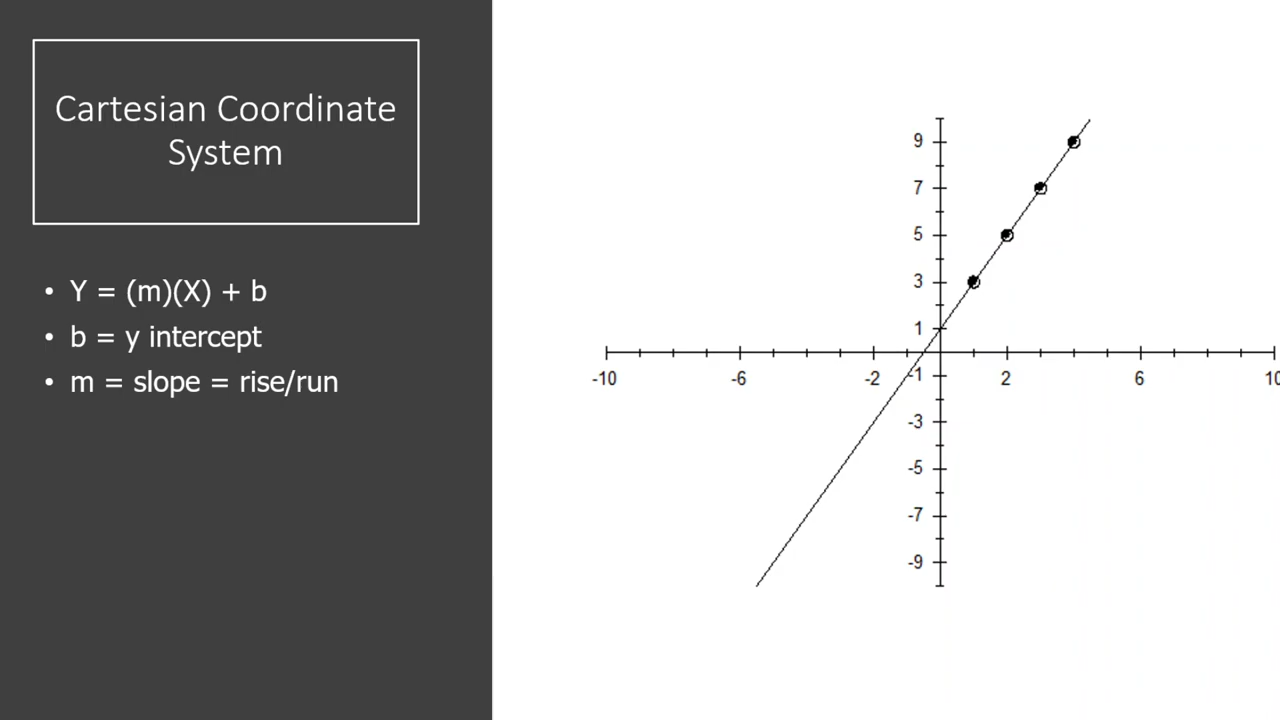 Cartesian Coordinate
System
• Y = (m)(X) + b
• b = y intercept
• m = slope = rise/run
9
7
5
3
1
-10 -6 -2 2 6 10
-1
-3
-5
-7
-9